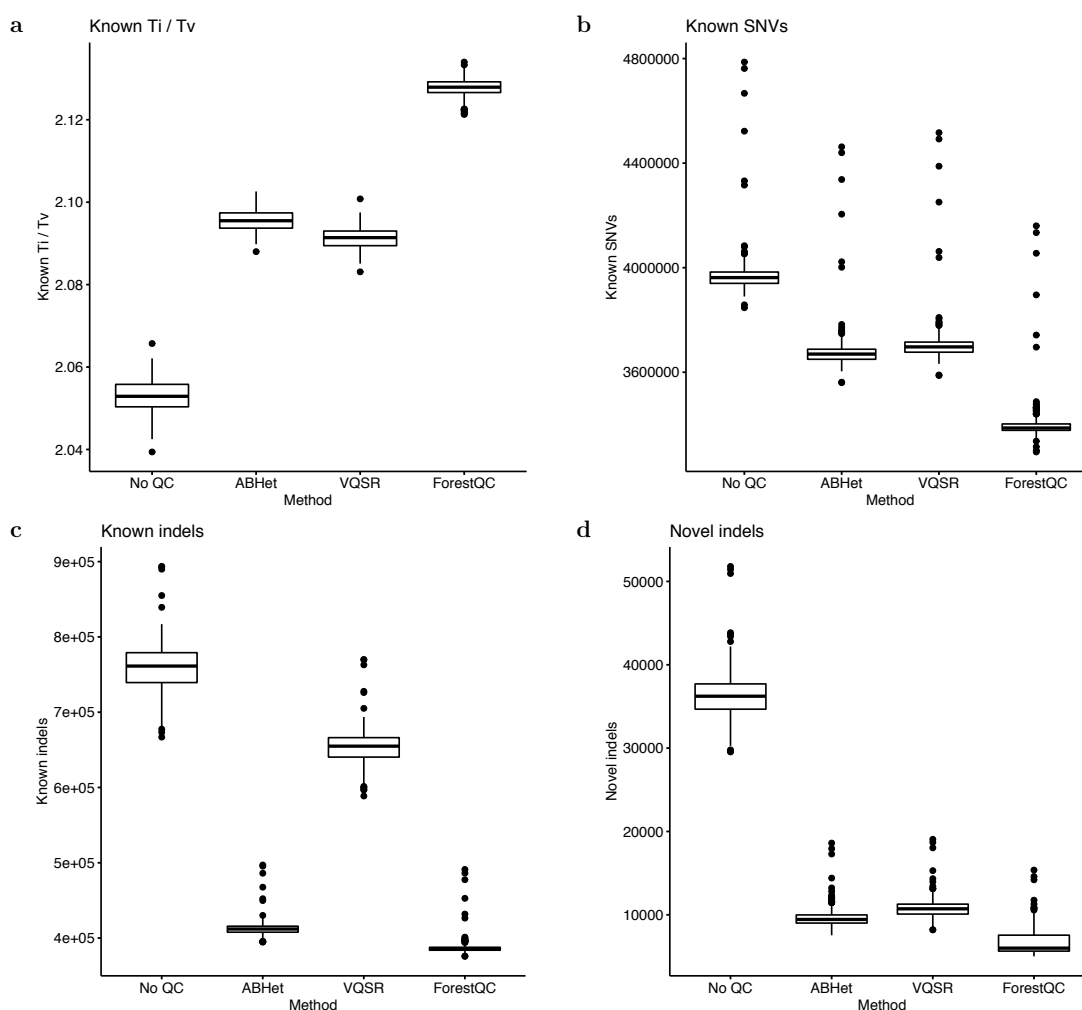 a
Known Ti / Tv
Known Ti / Tv
2.12
2.10
2.08
2.06
2.04
No QC
ABHet
VQSR
ForestQC
Method
b
Known SNVs
Known SNVs
4800000
4400000
4000000
3600000
No QC
ABHet
VQSR
ForestQC
Method
c
Known indels
Known indels
9e+05
8e+05
7e+05
6e+05
5e+05
4e+05
No QC
ABHet
VQSR
ForestQC
Method
d
Novel indels
Novel indels
50000
40000
30000
20000
10000
No QC
ABHet
VQSR
ForestQC
Method